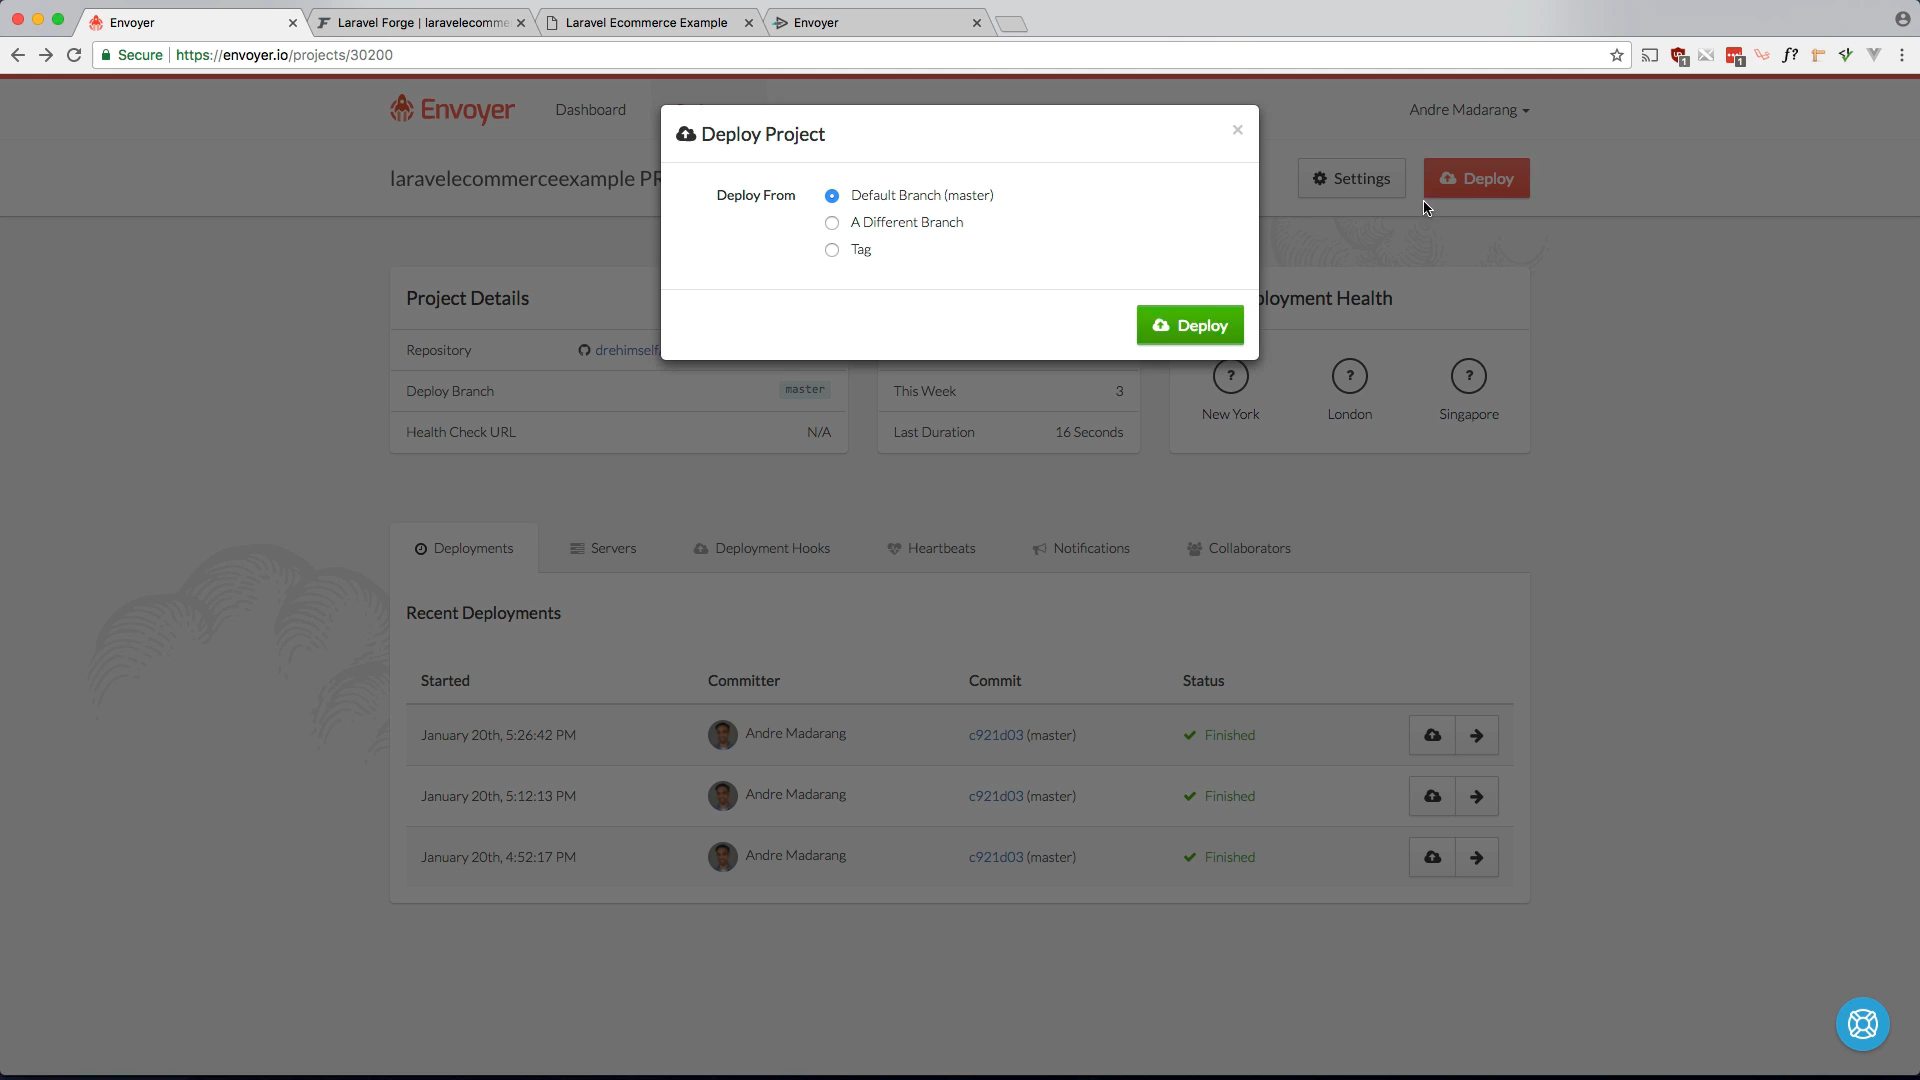 Envoyer
Laravel Forge | laravelecomme
Laravel Ecommerce Example
Envoyer
Secure
https://envoyer.io/projects/30200
1
1
f?
Envoyer
Dashboard
Andre Madarang
Deploy Project
×
laravelecommerceexample PR
Settings
Deploy
Deploy From
Default Branch (master)
A Different Branch
Tag
Deploy
Project Details
ployment Health
Repository
drehimself
Deploy Branch
master
This Week
3
?
?
?
New York
London
Singapore
Health Check URL
N/A
Last Duration
16 Seconds
Deployments
Servers
Deployment Hooks
Heartbeats
Notifications
Collaborators
Recent Deployments
Started
Committer
Commit
Status
January 20th, 5:26:42 PM
Andre Madarang
c921d03 (master)
Finished
January 20th, 5:12:13 PM
Andre Madarang
c921d03 (master)
Finished
January 20th, 4:52:17 PM
Andre Madarang
c921d03 (master)
Finished